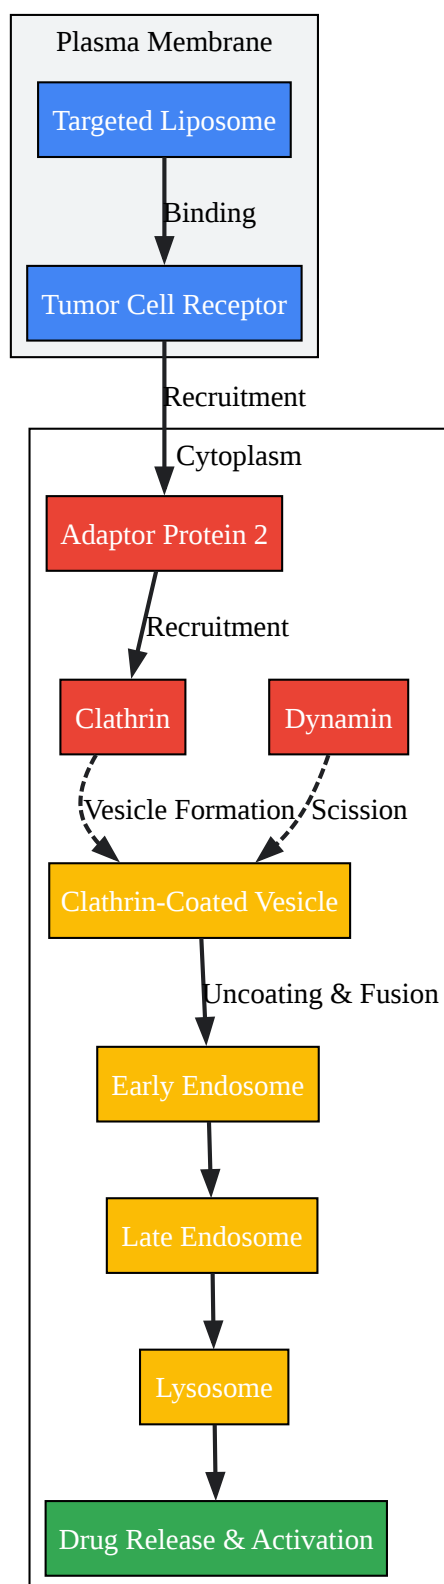 Plasma Membrane
Targeted Liposome
Binding
Tumor Cell Receptor
Recruitment
Cytoplasm
Adaptor Protein 2
Recruitment
Clathrin
Dynamin
Vesicle Formation
Scission
Clathrin-Coated Vesicle
Uncoating & Fusion
Early Endosome
Late Endosome
Lysosome
Drug Release & Activation